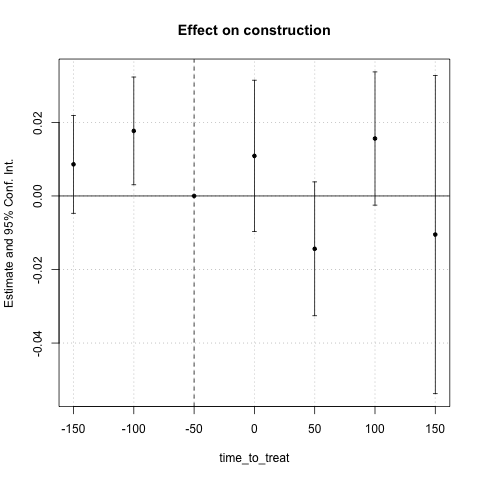 Effect on construction
Estimate and 95% Conf. Int.
0.02
0.00
-0.02
-0.04
-150 -100 -50 0 50 100 150
time_to_treat